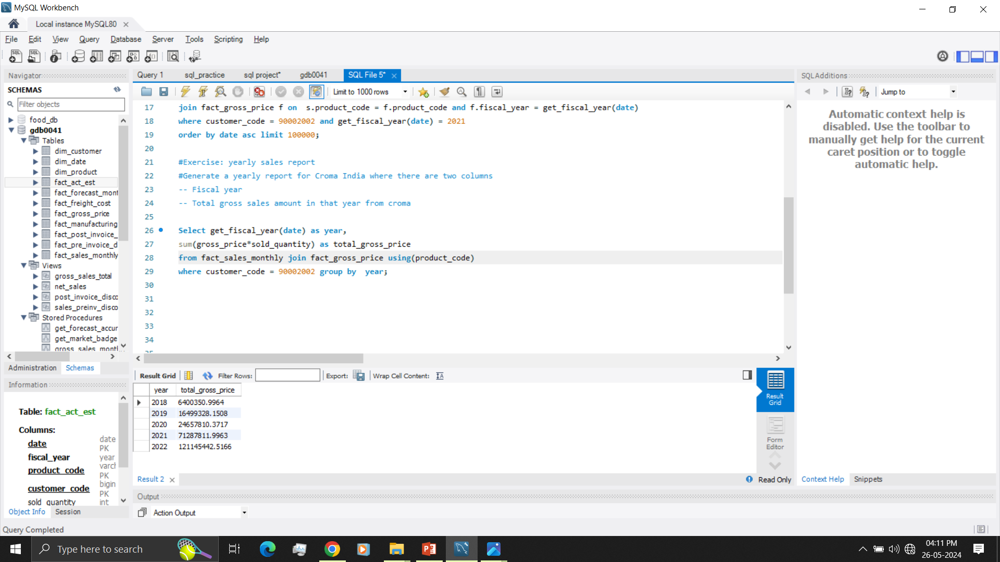 MySQL Workbench
Local instance MySQL80
File Edit View Query Database Server Tools Scripting Help
Navigator
SCHEMAS
Filter objects
food_db
gdb0041
Tables
dim_customer
dim_date
dim_product
fact_act_est
fact_forecast_mont
fact_freight_cost
fact_gross_price
fact_manufacturing
fact_post_invoice_
fact_pre_invoice_d
fact_sales_monthly
Views
gross_sales_total
net_sales
post_invoice_disco
sales_preinv_disco
Stored Procedures
get_forecast_accur
get_market_badge
gross_sales_montl
Administration Schemas
Information
Table: fact_act_est
Columns:
date date PK
fiscal_year year
product_code varch PK
customer_code bigin PK
sold_quantity int
Object Info Session
Query Completed
Query 1 sql_practice sql project* gdb0041 SQL File 5*
Limit to 1000 rows
17 join fact_gross_price f on  s.product_code = f.product_code and f.fiscal_year = get_fiscal_year(date)
18 where customer_code = 90002002 and get_fiscal_year(date) = 2021
19 order by date asc limit 100000;
20
21 #Exercise: yearly sales report
22 #Generate a yearly report for Croma India where there are two columns
23 -- Fiscal year
24 -- Total gross sales amount in that year from croma
25
26 Select get_fiscal_year(date) as year,
27 sum(gross_price*sold_quantity) as total_gross_price
28 from fact_sales_monthly join fact_gross_price using(product_code)
29 where customer_code = 90002002 group by  year;
30
31
32
33
34
Result Grid Filter Rows: Export: Wrap Cell Content:
year total_gross_price
2018 6400350.9964
2019 16499328.1508
2020 24657810.3717
2021 71287811.9963
2022 121145442.5166
Result Grid
Form Editor
Result 2
Read Only
Output
Action Output
SQLAdditions
Jump to
Automatic context help is
disabled. Use the toolbar to
manually get help for the current
caret position or to toggle
automatic help.
Context Help Snippets
Type here to search
04:11 PM
26-05-2024